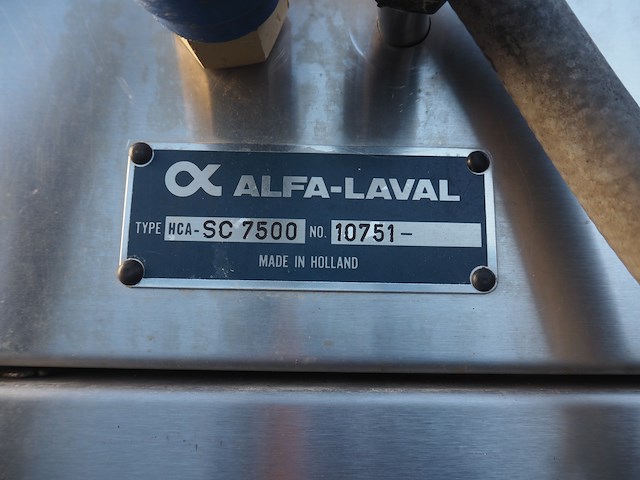 α ALFA-LAVAL
TYPE HCA-SC 7500 NO. 10751-
MADE IN HOLLAND